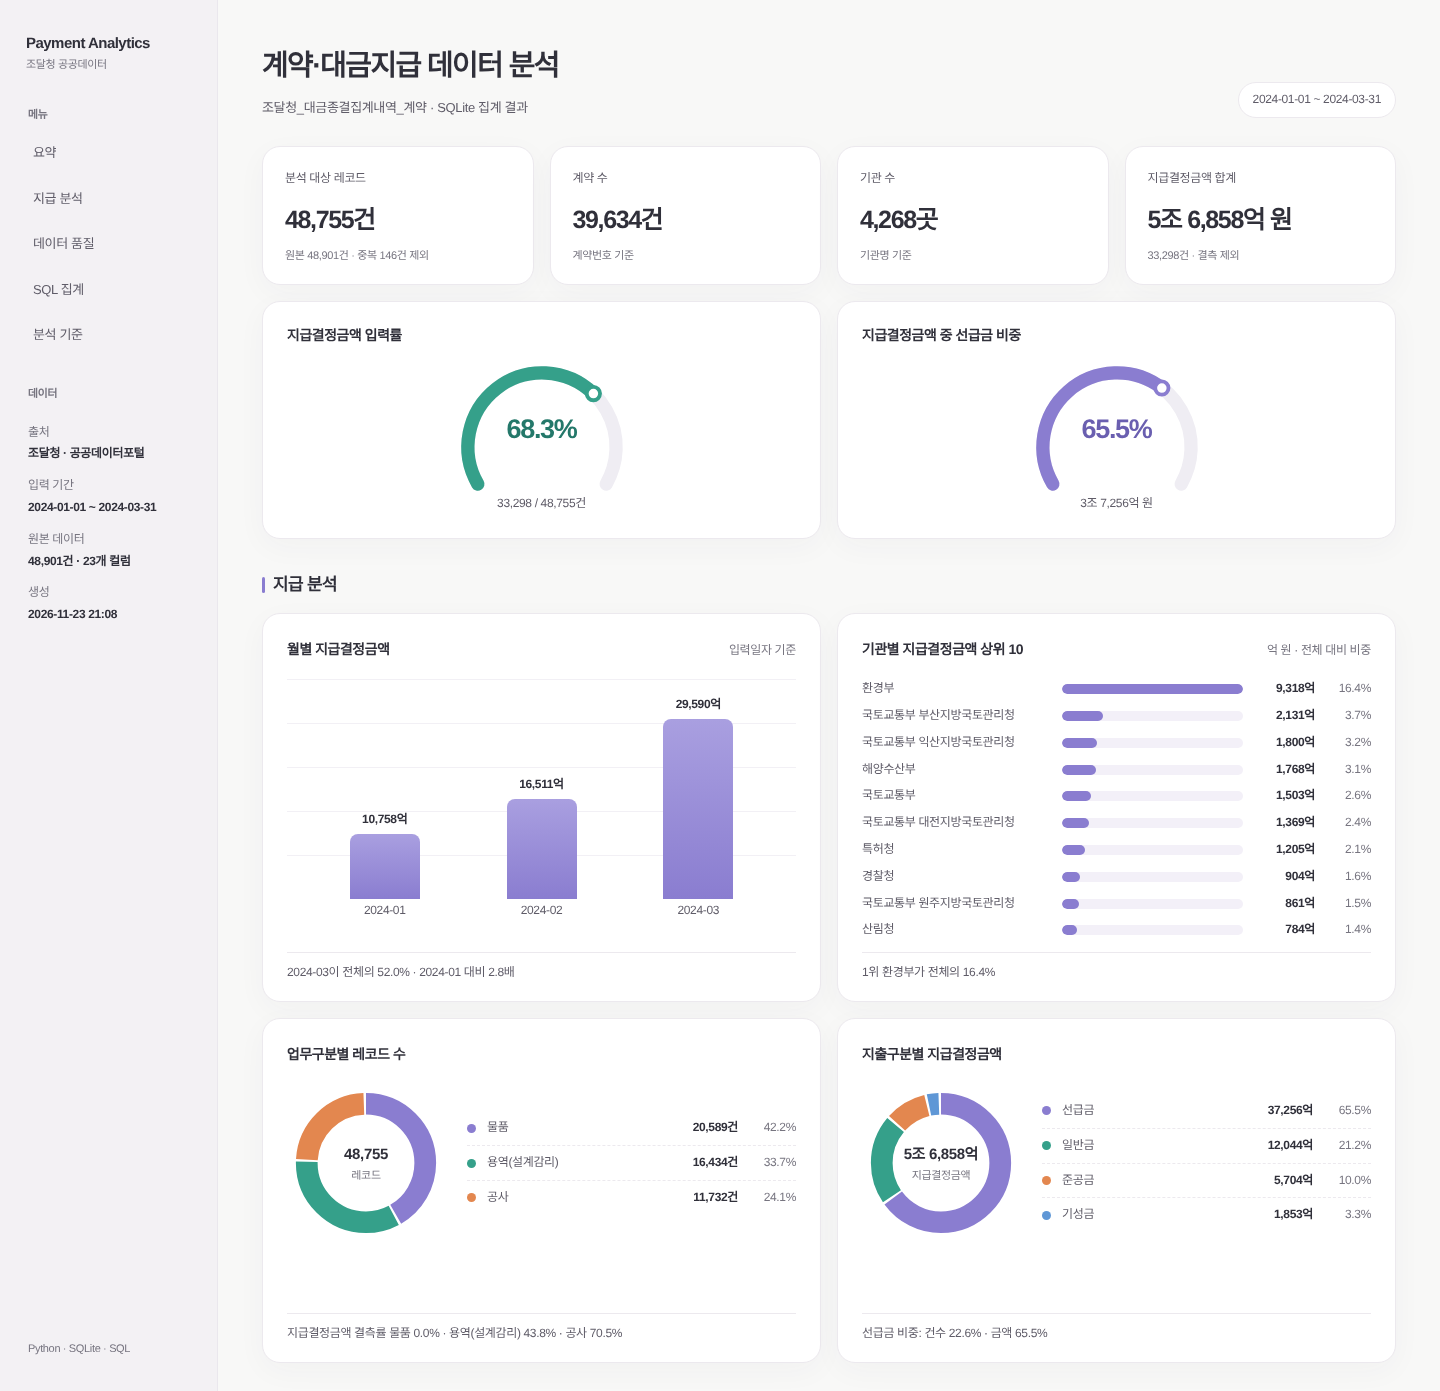 Payment Analytics
조달청 공공데이터
메뉴
요약
지급 분석
데이터 품질
SQL 집계
분석 기준
데이터
출처
조달청 · 공공데이터포털
입력 기간
2024-01-01 ~ 2024-03-31
원본 데이터
48,901건 · 23개 컬럼
생성
2026-11-23 21:08
Python · SQLite · SQL
계약·대금지급 데이터 분석
조달청_대금종결집계내역_계약 · SQLite 집계 결과
2024-01-01 ~ 2024-03-31
분석 대상 레코드
48,755건
원본 48,901건 · 중복 146건 제외
계약 수
39,634건
계약번호 기준
기관 수
4,268곳
기관명 기준
지급결정금액 합계
5조 6,858억 원
33,298건 · 결측 제외
지급결정금액 입력률
68.3%
33,298 / 48,755건
지급결정금액 중 선급금 비중
65.5%
3조 7,256억 원
지급 분석
월별 지급결정금액 입력일자 기준
29,590억
16,511억
10,758억
2024-01 2024-02 2024-03
2024-03이 전체의 52.0% · 2024-01 대비 2.8배
기관별 지급결정금액 상위 10 억 원 · 전체 대비 비중
환경부 9,318억 16.4%
국토교통부 부산지방국토관리청 2,131억 3.7%
국토교통부 익산지방국토관리청 1,800억 3.2%
해양수산부 1,768억 3.1%
국토교통부 1,503억 2.6%
국토교통부 대전지방국토관리청 1,369억 2.4%
특허청 1,205억 2.1%
경찰청 904억 1.6%
국토교통부 원주지방국토관리청 861억 1.5%
산림청 784억 1.4%
1위 환경부가 전체의 16.4%
업무구분별 레코드 수
48,755
레코드
물품 20,589건 42.2%
용역(설계감리) 16,434건 33.7%
공사 11,732건 24.1%
지급결정금액 결측률 물품 0.0% · 용역(설계감리) 43.8% · 공사 70.5%
지출구분별 지급결정금액
5조 6,858억
지급결정금액
선급금 37,256억 65.5%
일반금 12,044억 21.2%
준공금 5,704억 10.0%
기성금 1,853억 3.3%
선급금 비중: 건수 22.6% · 금액 65.5%